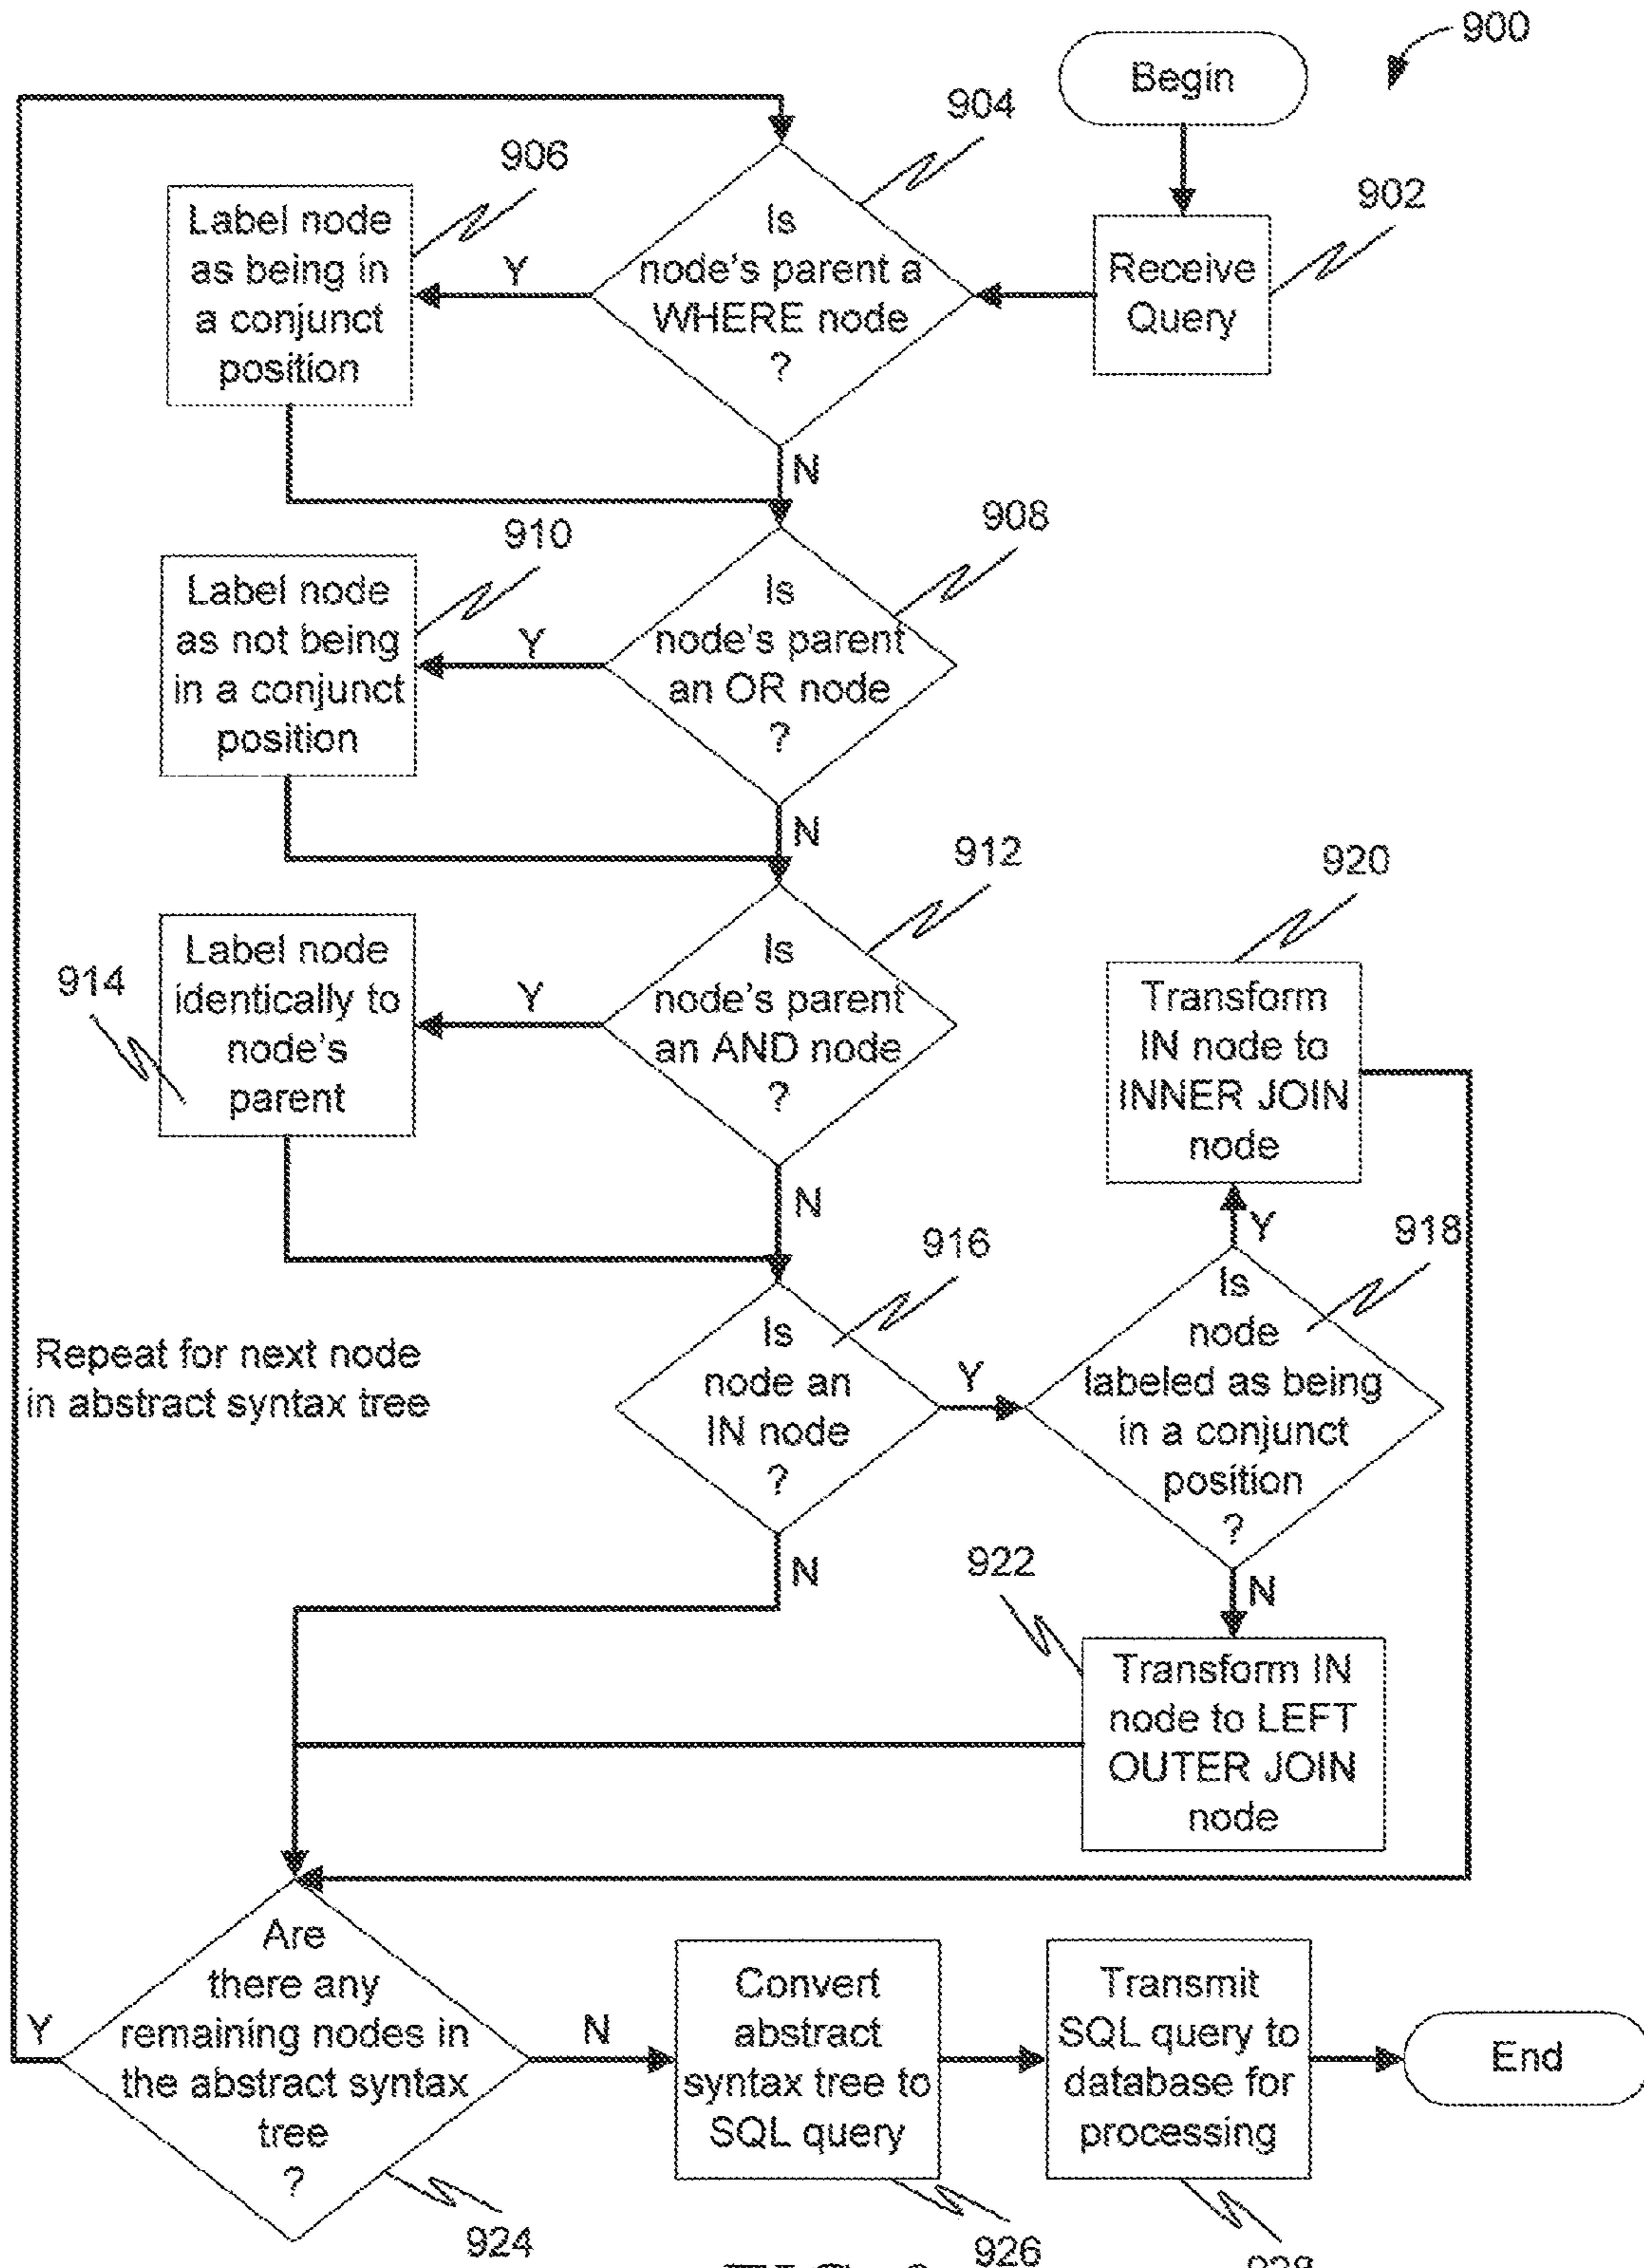 900
Begin
904
906
Label node
as being in
a conjunct
position
Y
Is
node's parent a
WHERE node
?
902
Receive
Query
N
910
908
Label node
as not being
in a conjunct
position
Y
Is
node's parent
an OR node
?
N
912
920
914
Label node
identically to
node's
parent
Y
Is
node's parent
an AND node
?
Transform
IN node to
INNER JOIN
node
N
Y
916
918
Repeat for next node
in abstract syntax tree
Is
node an
IN node
?
Y
Is
node
labeled as being
in a conjunct
position
?
N
922
N
Transform IN
node to LEFT
OUTER JOIN
node
Are
there any
remaining nodes in
the abstract syntax
tree
?
Y
N
Convert
abstract
syntax tree to
SQL query
Transmit
SQL query to
database for
processing
End
924
926